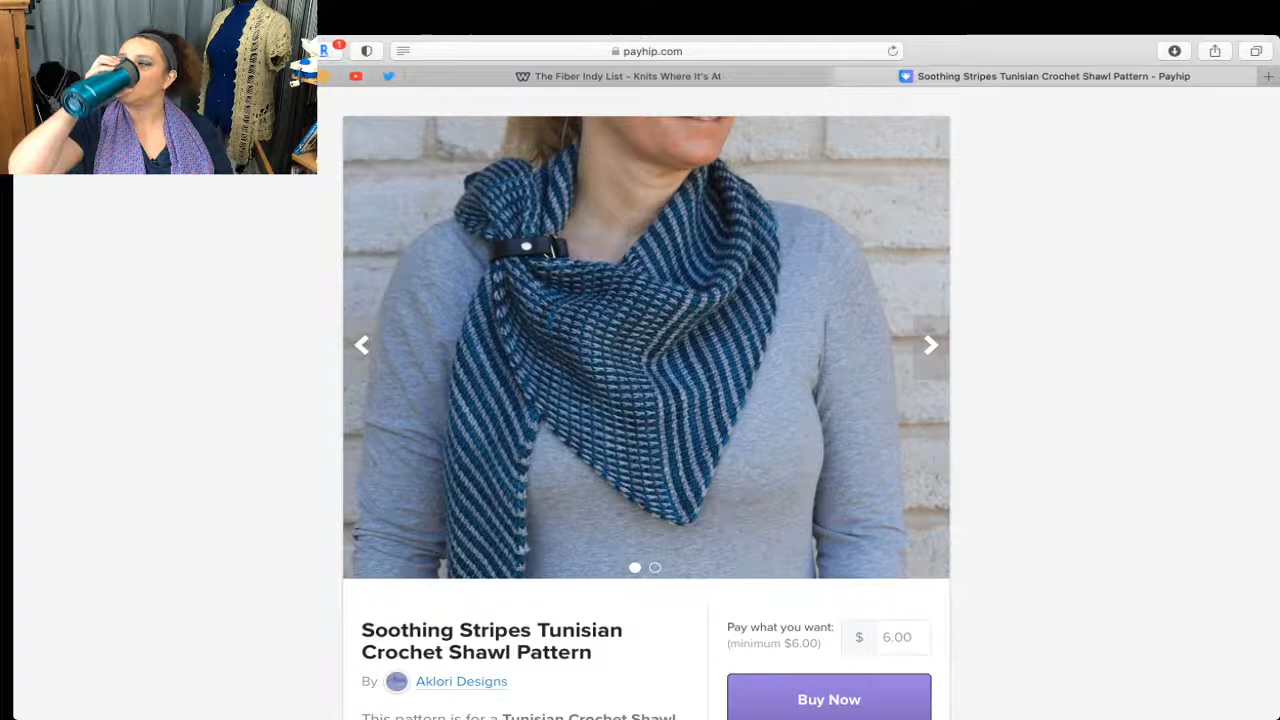 R
1
payhip.com
The Fiber Indy List - Knits Where It's At
Soothing Stripes Tunisian Crochet Shawl Pattern - Payhip
Soothing Stripes Tunisian
Crochet Shawl Pattern
By Aklori Designs
This pattern is for a Tunisian Crochet Shawl
Pay what you want:
(minimum $6.00)
$ 6.00
Buy Now